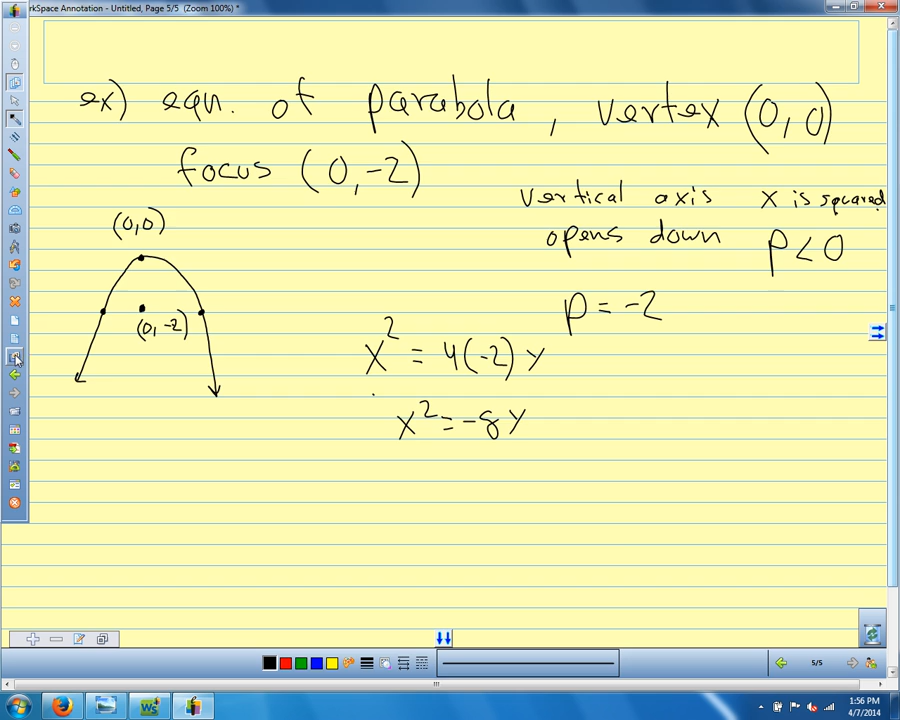 rkSpace Annotation - Untitled, Page 5/5 (Zoom 100%) *
ex) eqn. of parabola, vertex (0,0)
focus (0,-2)
vertical axis x is squared
opens down p < 0
(0,0)
(0,-2)
p = -2
x² = 4(-2)y
x² = -8y
5/5
1:56 PM
4/7/2014